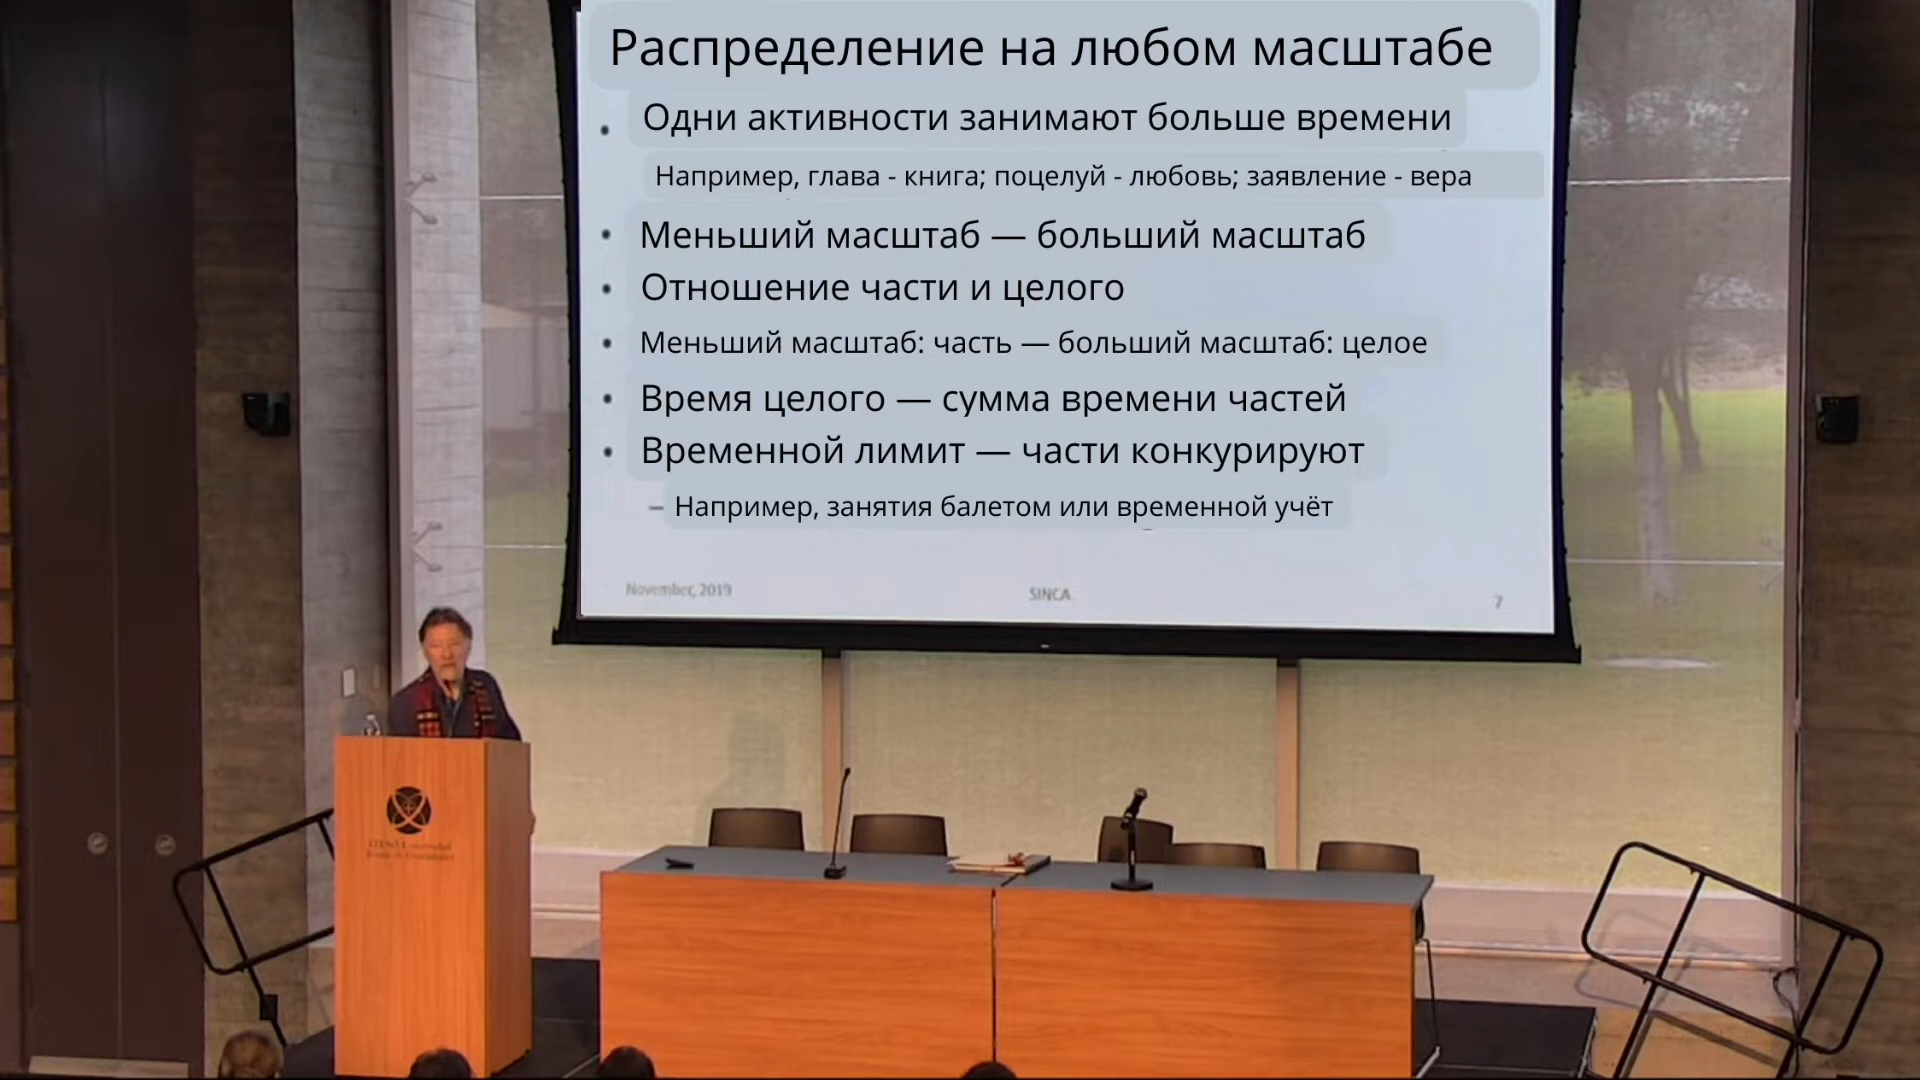 Распределение на любом масштабе
• Одни активности занимают больше времени
Например, глава - книга; поцелуй - любовь; заявление - вера
• Меньший масштаб — больший масштаб
• Отношение части и целого
• Меньший масштаб: часть — больший масштаб: целое
• Время целого — сумма времени частей
• Временной лимит — части конкурируют
– Например, занятия балетом или временной учёт
November, 2019
SINCA
7